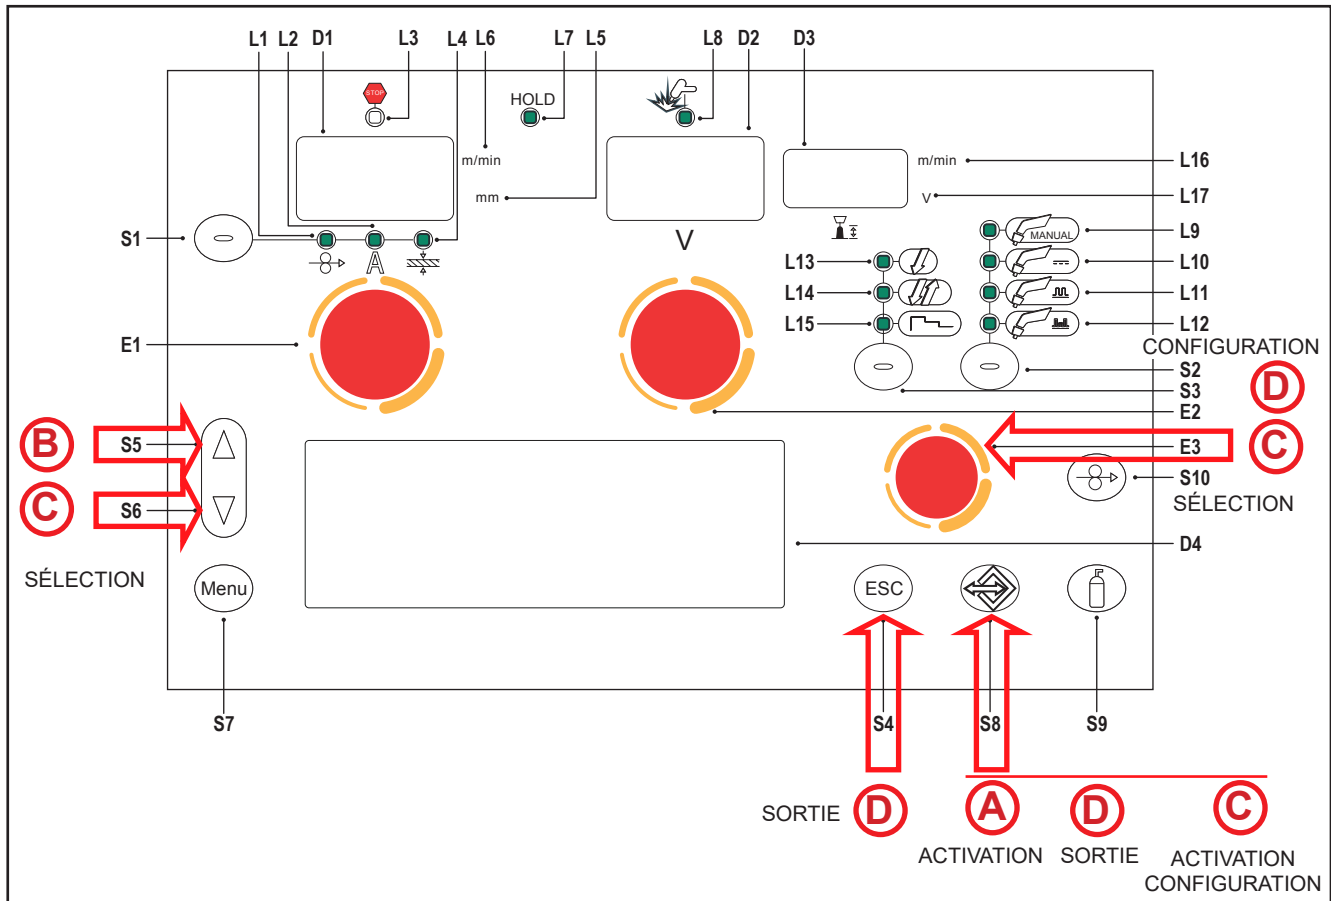 L1 L2 D1 L3 L4 L6 L7 L5 L8 D2 D3
STOP
HOLD
m/min
mm
m/min
L16
V
L17
S1
A
V
MANUAL
L9
L13
L10
L14
L11
L15
L12
E1
CONFIGURATION
S2
D
S3
E2
B
S5
E3
C
S10
C
S6
SÉLECTION
D4
SÉLECTION
Menu
ESC
S7
S4
S8
S9
SORTIE
D
A
D
C
ACTIVATION
SORTIE
ACTIVATION
CONFIGURATION